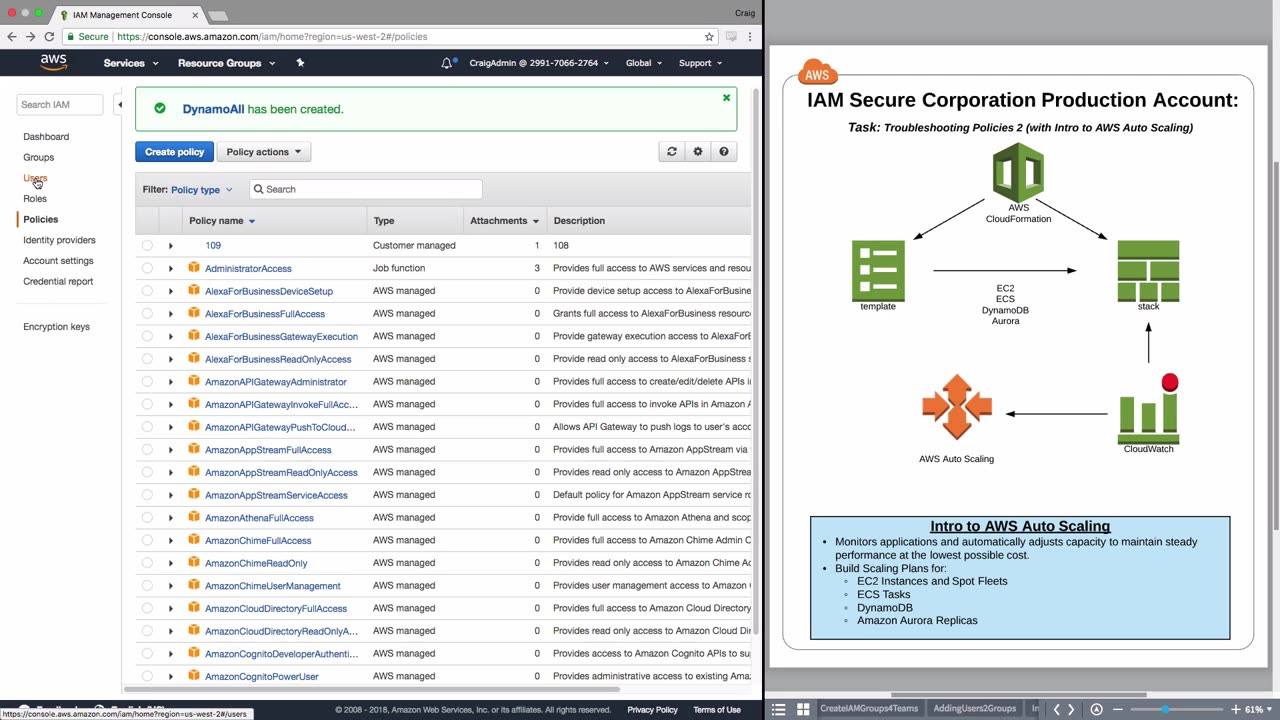 IAM Management Console
Craig
Secure https://console.aws.amazon.com/iam/home?region=us-west-2#/policies
aws
Services
Resource Groups
CraigAdmin @ 2991-7066-2764
Global
Support
Search IAM
Dashboard
Groups
Users
Roles
Policies
Identity providers
Account settings
Credential report
Encryption keys
DynamoAll has been created.
Create policy
Policy actions
Filter: Policy type
Search
Policy name Type Attachments Description
109 Customer managed 1 108
AdministratorAccess Job function 3 Provides full access to AWS services and resou
AlexaForBusinessDeviceSetup AWS managed 0 Provide device setup access to AlexaForBusine
AlexaForBusinessFullAccess AWS managed 0 Grants full access to AlexaForBusiness resource
AlexaForBusinessGatewayExecution AWS managed 0 Provide gateway execution access to AlexaForB
AlexaForBusinessReadOnlyAccess AWS managed 0 Provide read only access to AlexaForBusiness s
AmazonAPIGatewayAdministrator AWS managed 0 Provides full access to create/edit/delete APIs i
AmazonAPIGatewayInvokeFullAcc... AWS managed 0 Provides full access to invoke APIs in Amazon A
AmazonAPIGatewayPushToCloud... AWS managed 0 Allows API Gateway to push logs to user's acco
AmazonAppStreamFullAccess AWS managed 0 Provides full access to Amazon AppStream via
AmazonAppStreamReadOnlyAccess AWS managed 0 Provides read only access to Amazon AppStrea
AmazonAppStreamServiceAccess AWS managed 0 Default policy for Amazon AppStream service ro
AmazonAthenaFullAccess AWS managed 0 Provide full access to Amazon Athena and scop
AmazonChimeFullAccess AWS managed 0 Provides full access to Amazon Chime Admin C
AmazonChimeReadOnly AWS managed 0 Provides read only access to Amazon Chime Ac
AmazonChimeUserManagement AWS managed 0 Provides user management access to Amazon
AmazonCloudDirectoryFullAccess AWS managed 0 Provides full access to Amazon Cloud Directory
AmazonCloudDirectoryReadOnlyA... AWS managed 0 Provides read only access to Amazon Cloud Dir
AmazonCognitoDeveloperAuthenti... AWS managed 0 Provides access to Amazon Cognito APIs to su
AmazonCognitoPowerUser AWS managed 0 Provides administrative access to existing Amaz
© 2008 - 2018, Amazon Web Services, Inc. or its affiliates. All rights reserved.
Privacy Policy
Terms of Use
https://console.aws.amazon.com/iam/home?region=us-west-2#/users
AWS
IAM Secure Corporation Production Account:
Task: Troubleshooting Policies 2 (with Intro to AWS Auto Scaling)
AWS
CloudFormation
template
EC2
ECS
DynamoDB
Aurora
stack
AWS Auto Scaling
CloudWatch
Intro to AWS Auto Scaling
• Monitors applications and automatically adjusts capacity to maintain steady
performance at the lowest possible cost.
• Build Scaling Plans for:
◦ EC2 Instances and Spot Fleets
◦ ECS Tasks
◦ DynamoDB
◦ Amazon Aurora Replicas
CreateIAMGroups4Teams
AddingUsers2Groups
61%